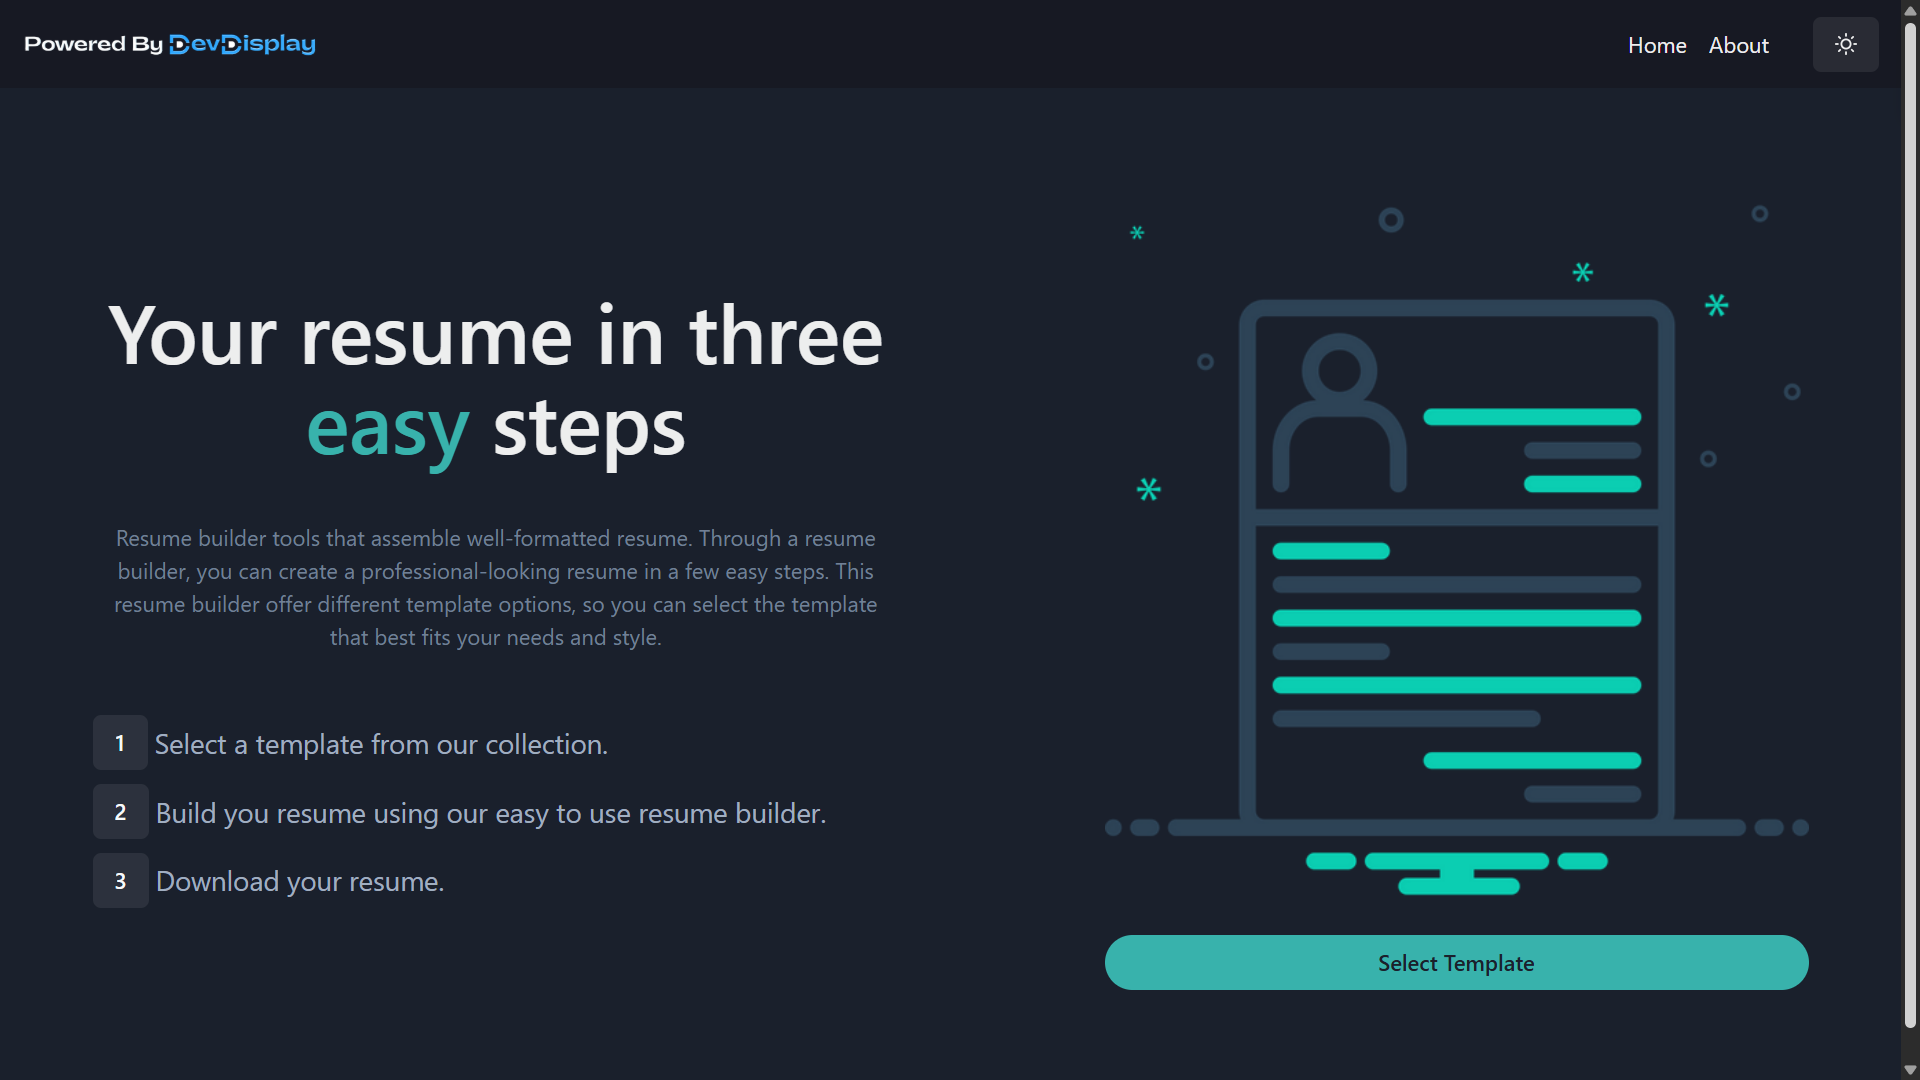 Powered By DevDisplay
Home About
Your resume in three
easy steps
Resume builder tools that assemble well-formatted resume. Through a resume
builder, you can create a professional-looking resume in a few easy steps. This
resume builder offer different template options, so you can select the template
that best fits your needs and style.
1 Select a template from our collection.
2 Build you resume using our easy to use resume builder.
3 Download your resume.
Select Template